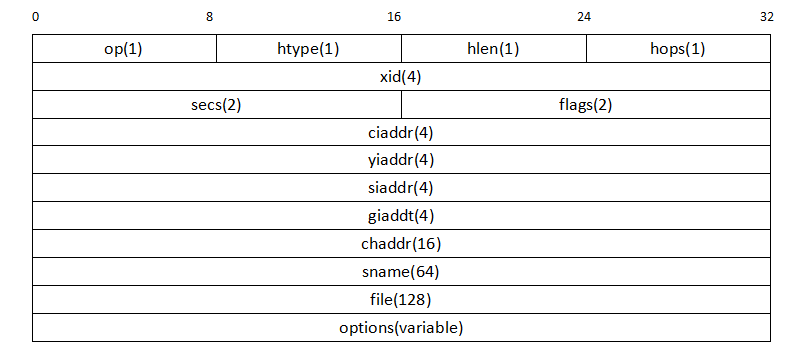 0 8 16 24 32
op(1) htype(1) hlen(1) hops(1)
xid(4)
secs(2) flags(2)
ciaddr(4)
yiaddr(4)
siaddr(4)
giaddt(4)
chaddr(16)
sname(64)
file(128)
options(variable)